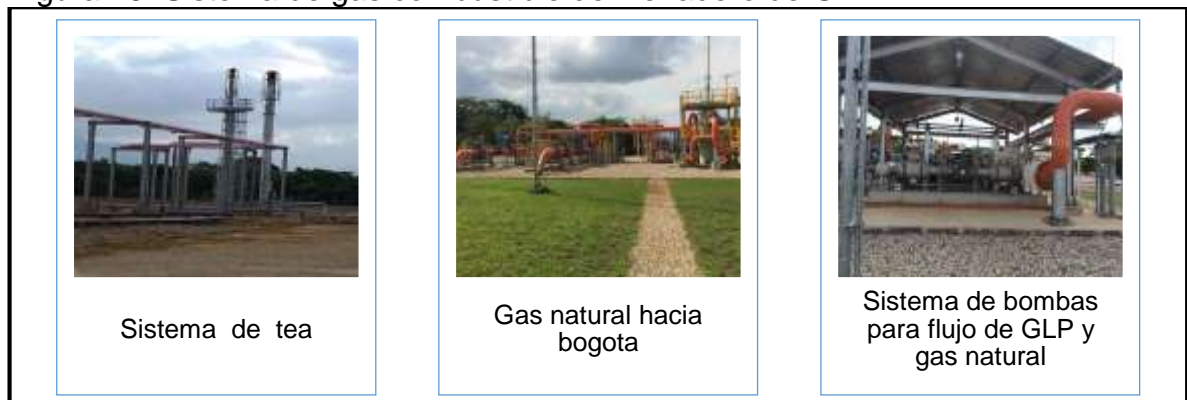 Sistema de tea
Gas natural hacia
bogota
Sistema de bombas
para flujo de GLP y
gas natural